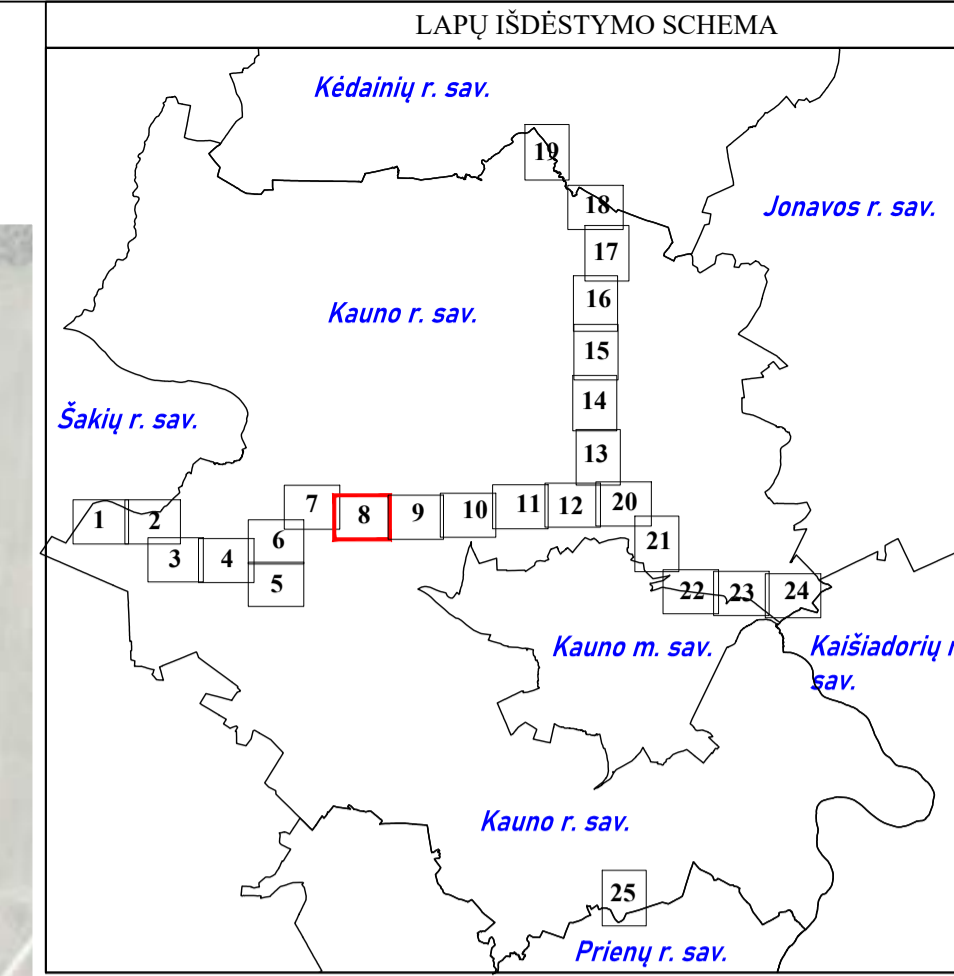 LAPŲ IŠDĖSTYMO SCHEMA
Kėdainių r. sav.
19
18
Jonavos r. sav.
17
16
Kauno r. sav.
15
14
Šakių r. sav.
13
7
8
9
10
11
12
20
1
2
6
21
3
4
5
22
23
24
Kauno m. sav.
Kaišiadorių r
sav.
Kauno r. sav.
25
Prienų r. sav.